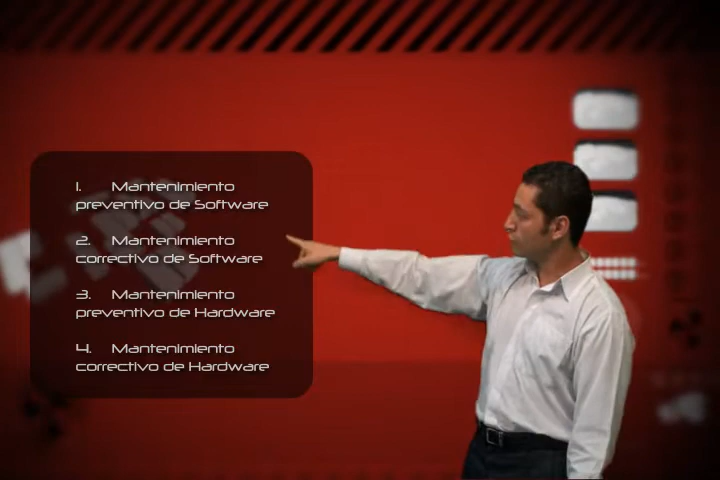 1. Mantenimiento
preventivo de Software
2. Mantenimiento
correctivo de Software
3. Mantenimiento
preventivo de Hardware
4. Mantenimiento
correctivo de Hardware